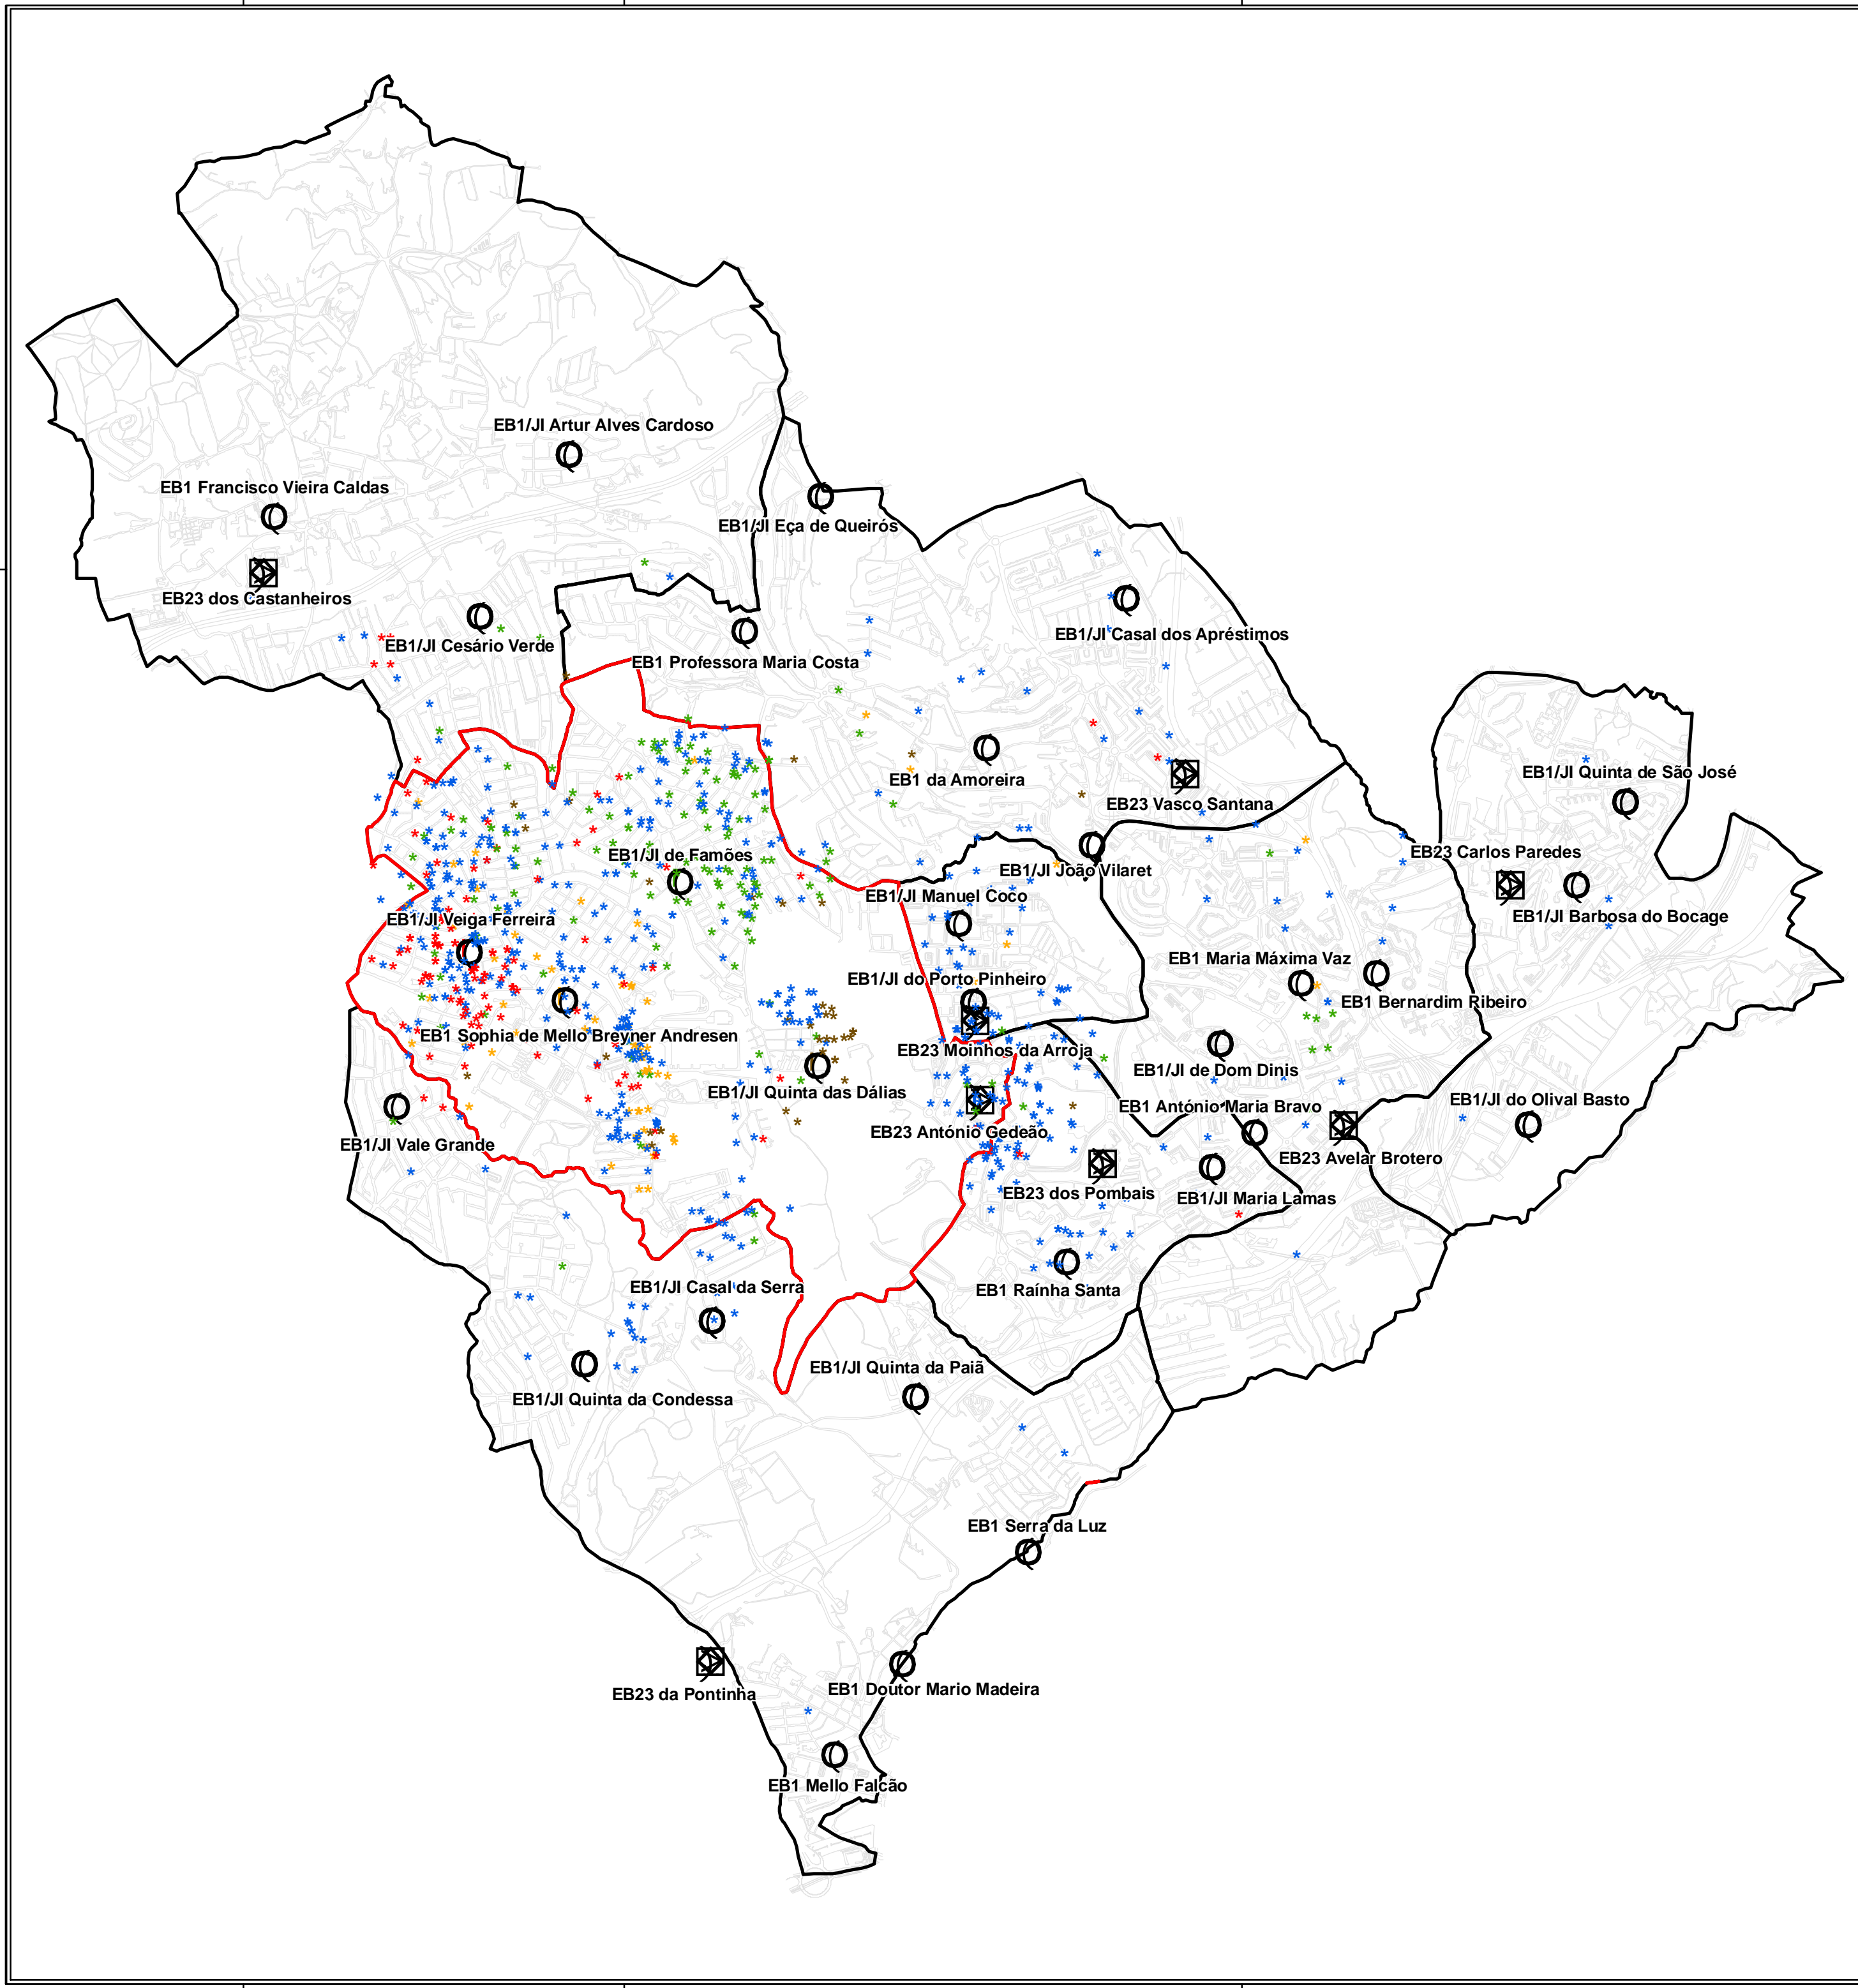 EB1/JI Artur Alves Cardoso
EB1 Francisco Vieira Caldas
EB1/JI Eça de Queirós
EB23 dos Castanheiros
EB1/JI Casal dos Apréstimos
EB1/JI Cesário Verde
EB1 Professora Maria Costa
EB1/JI Quinta de São José
EB1 da Amoreira
EB23 Vasco Santana
EB23 Carlos Paredes
EB1/JI de Famões
EB1/JI João Vilaret
EB1/JI Manuel Coco
EB1/JI Barbosa do Bocage
EB1/JI Veiga Ferreira
EB1 Maria Máxima Vaz
EB1/JI do Porto Pinheiro
EB1 Bernardim Ribeiro
EB1 Sophia de Mello Breyner Andresen
EB23 Moinhos da Arroja
EB1/JI de Dom Dinis
EB1/JI Quinta das Dálias
EB1/JI do Olival Basto
EB1 António Maria Bravo
EB23 António Gedeão
EB1/JI Vale Grande
EB23 Avelar Brotero
EB23 dos Pombais
EB1/JI Maria Lamas
EB1/JI Casal da Serra
EB1 Raínha Santa
EB1/JI Quinta da Paiã
EB1/JI Quinta da Condessa
EB1 Serra da Luz
EB1 Doutor Mario Madeira
EB23 da Pontinha
EB1 Mello Falcão